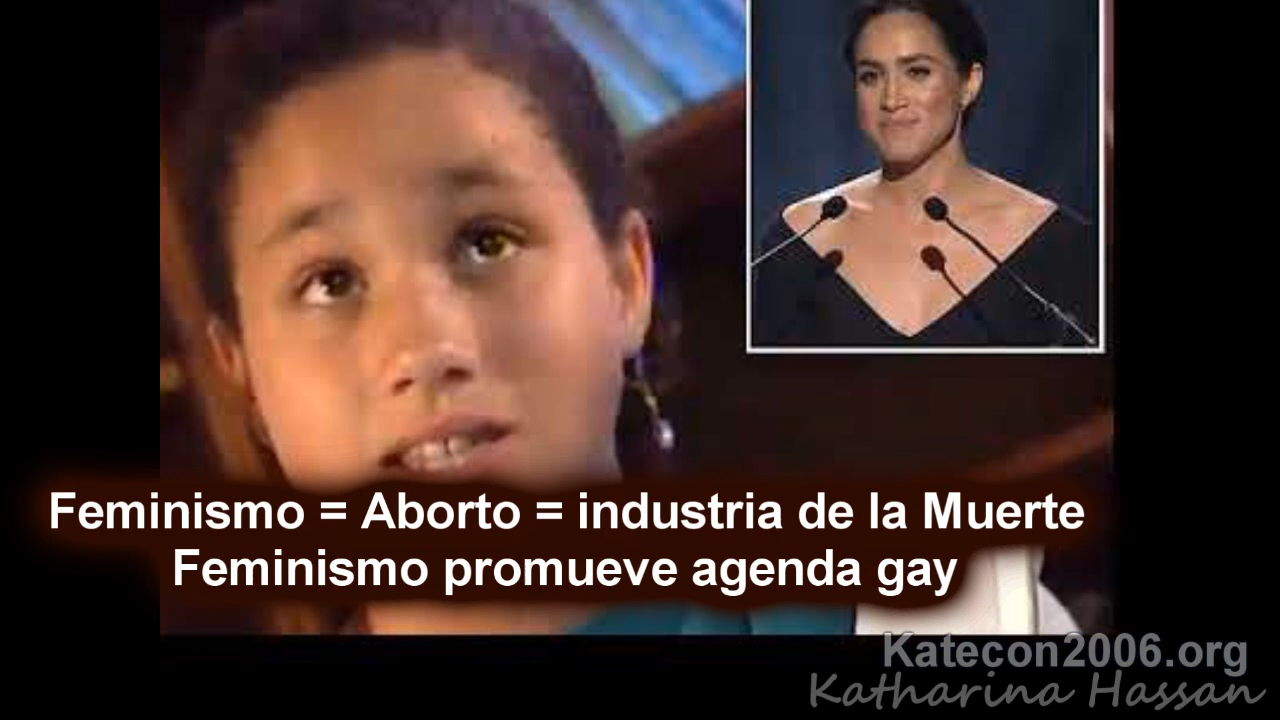 Feminismo = Aborto = industria de la Muerte
Feminismo promueve agenda gay
Katecon2006.org
Katharina Hassan